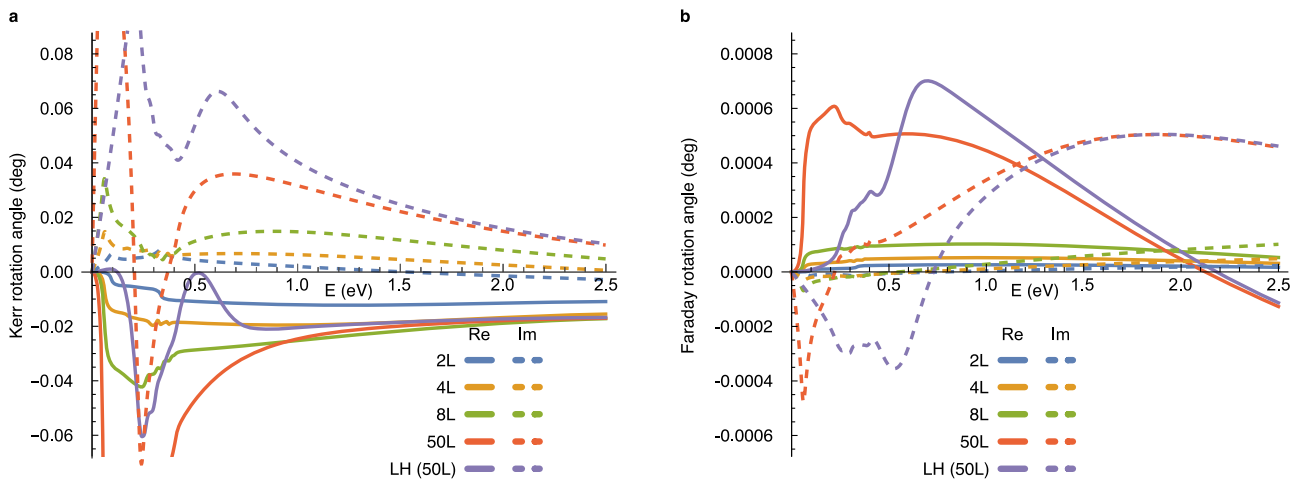 a
Kerr rotation angle (deg)
0.08
0.06
0.04
0.02
0.00
−0.02
−0.04
−0.06
0.5
1.0
1.5
2.0
2.5
E (eV)
Re Im
2L
4L
8L
50L
LH (50L)
b
Faraday rotation angle (deg)
0.0008
0.0006
0.0004
0.0002
0.0000
-0.0002
-0.0004
-0.0006
0.5
1.0
1.5
2.0
2.5
E (eV)
Re Im
2L
4L
8L
50L
LH (50L)